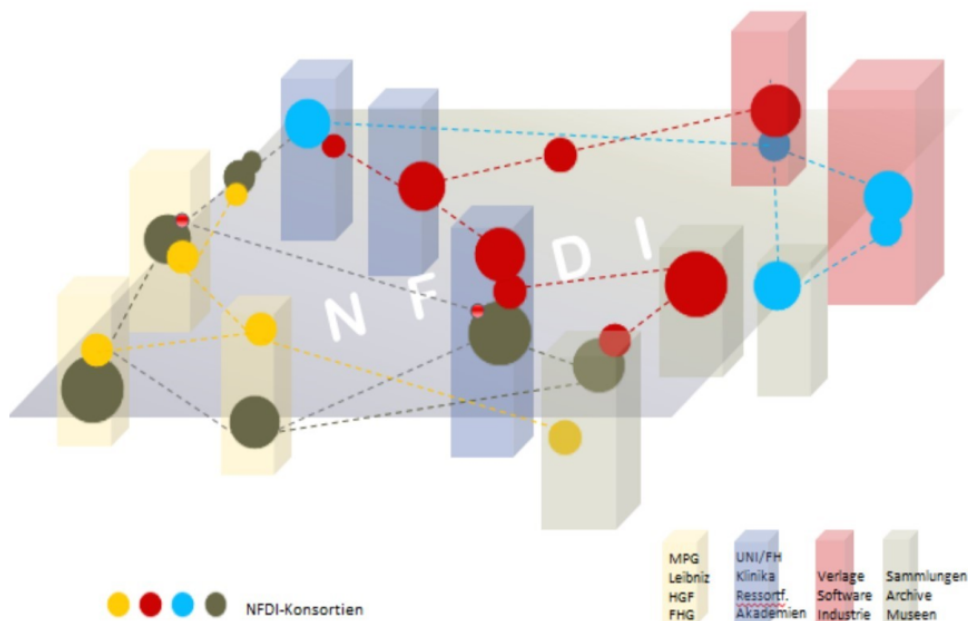 N F D I
NFDI-Konsortien
MPG
Leibniz
HGF
FHG
UNI/FH
Klinika
Ressortf.
Akademien
Verlage
Software
Industrie
Sammlungen
Archive
Museen